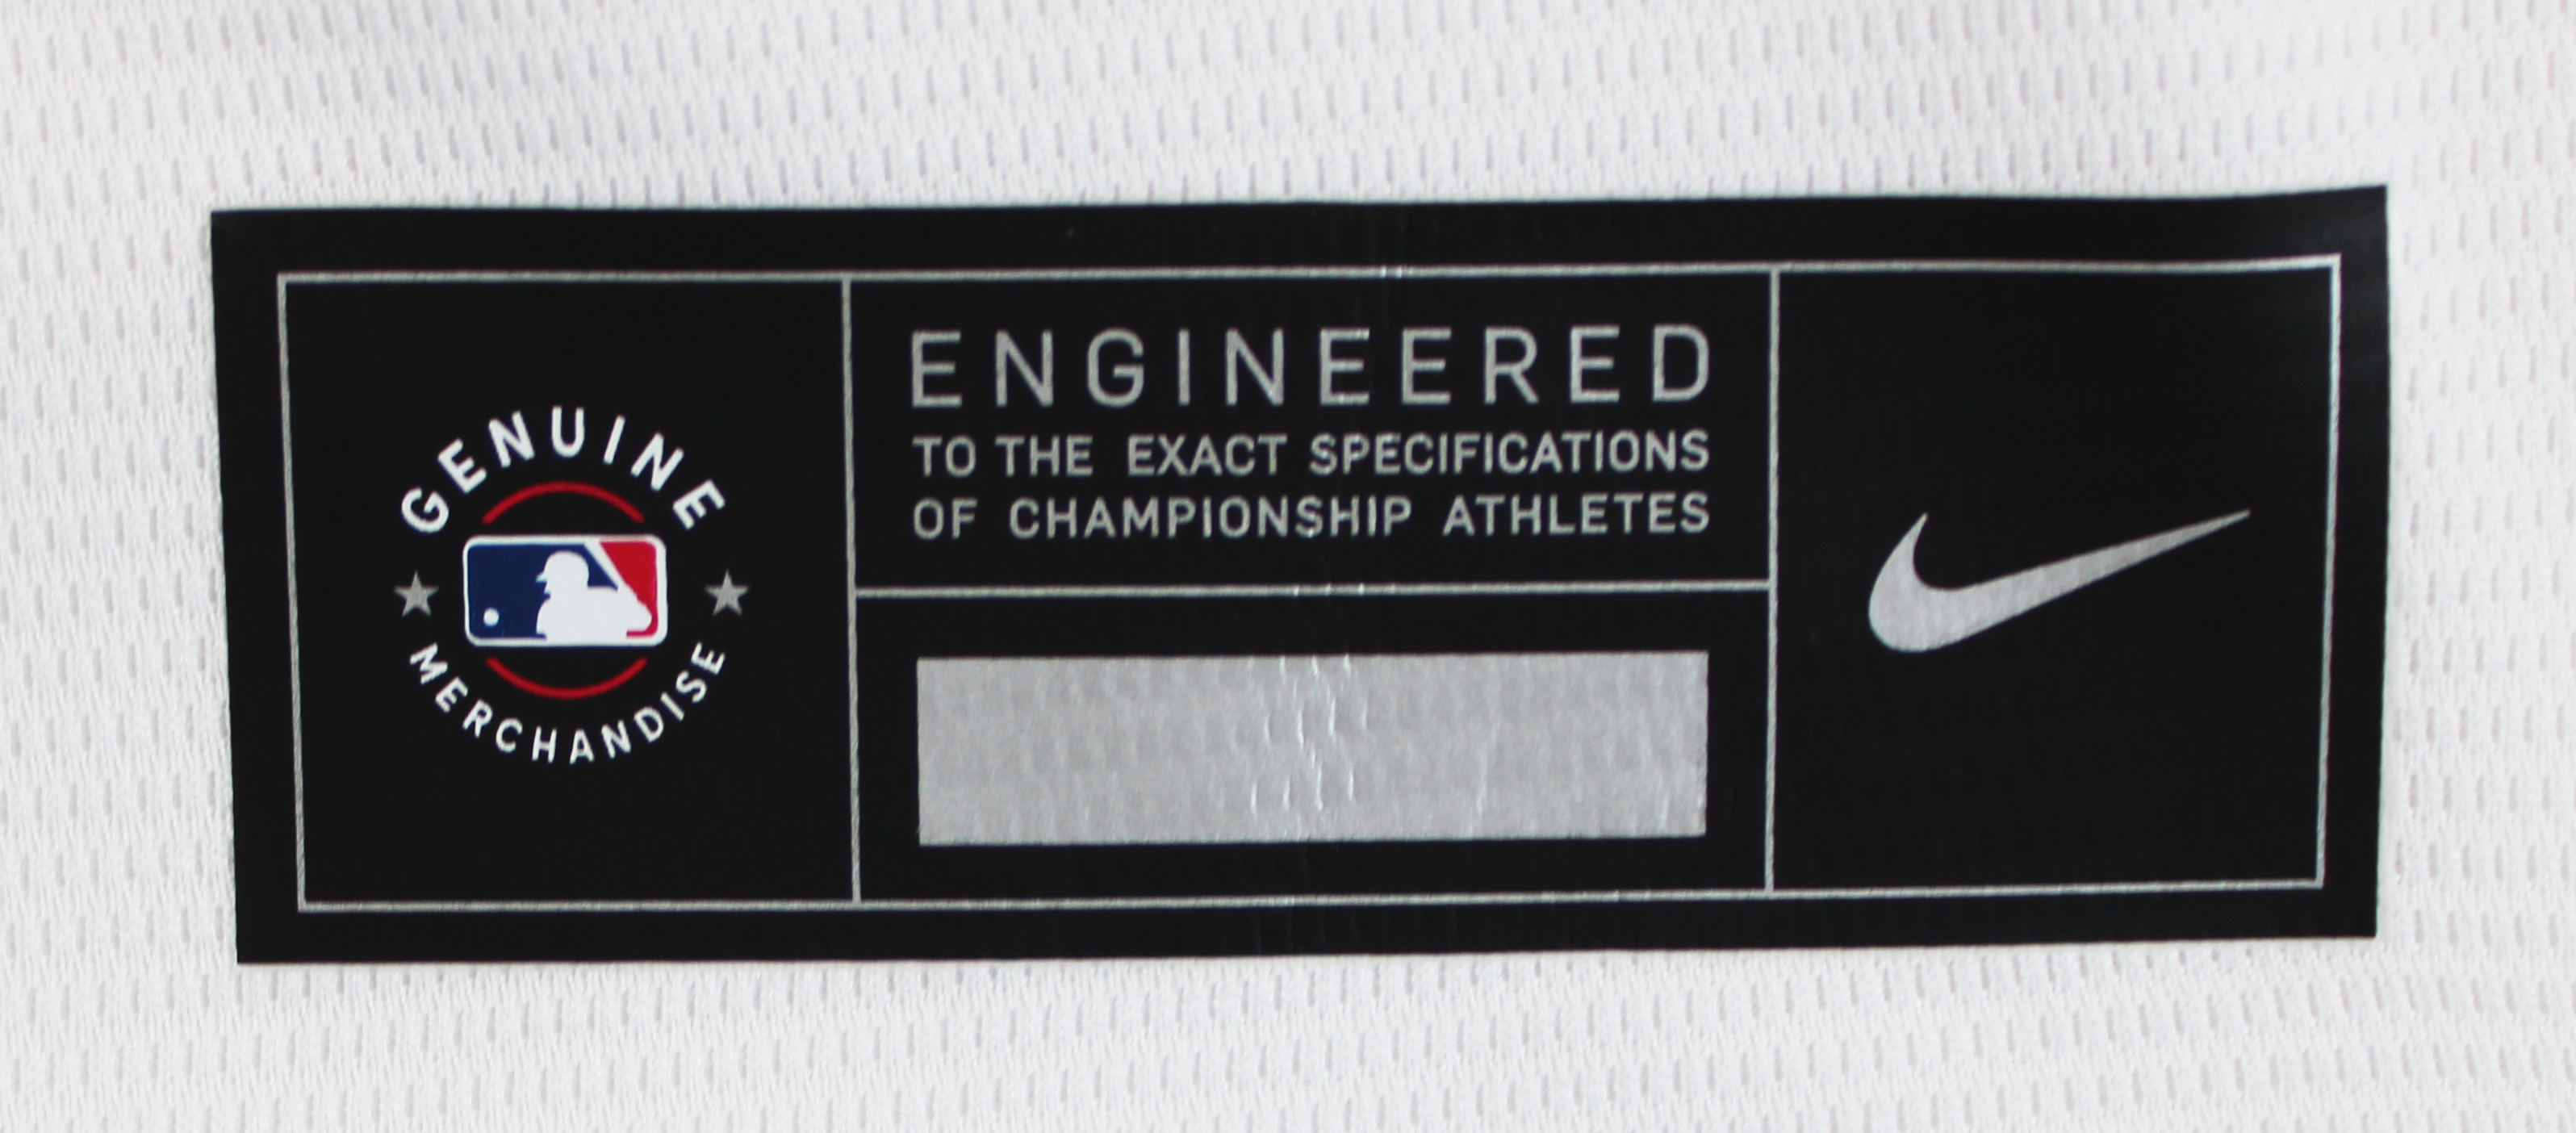 GENUINE
MERCHANDISE
ENGINEERED
TO THE EXACT SPECIFICATIONS
OF CHAMPIONSHIP ATHLETES